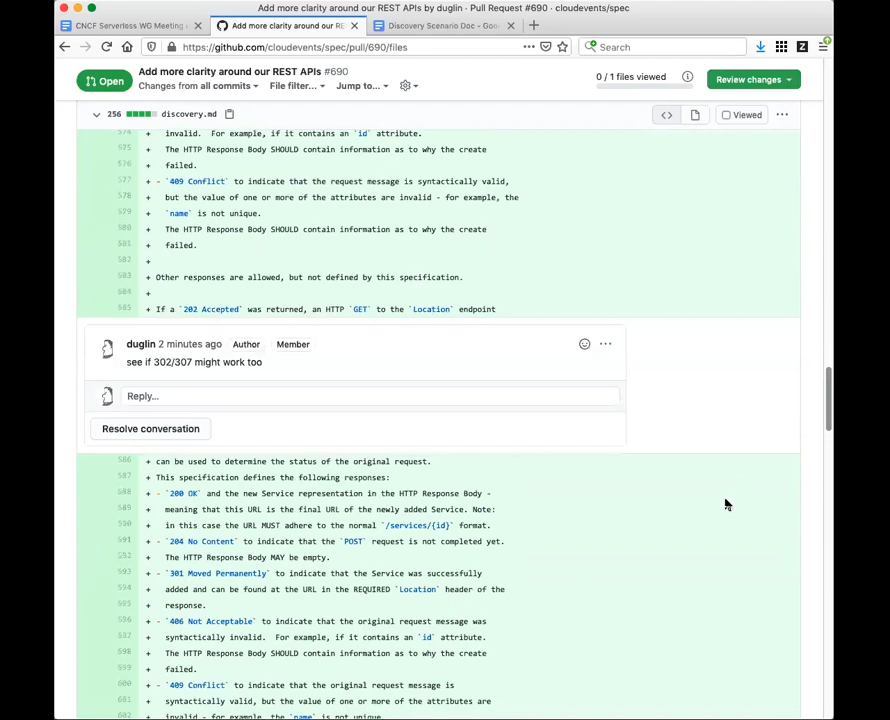 Add more clarity around our REST APIs by duglin · Pull Request #690 · cloudevents/spec
CNCF Serverless WG Meeting
Add more clarity around our RES
Discovery Scenario Doc - Goo
https://github.com/cloudevents/spec/pull/690/files
Search
Open
Add more clarity around our REST APIs #690
Changes from all commits
File filter...
Jump to...
0 / 1 files viewed
Review changes
256
discovery.md
Viewed
574 + invalid. For example, if it contains an `id` attribute.
575 + The HTTP Response Body SHOULD contain information as to why the create
576 + failed.
577 + - `409 Conflict` to indicate that the request message is syntactically valid,
578 + but the value of one or more of the attributes are invalid - for example, the
579 + `name` is not unique.
580 + The HTTP Response Body SHOULD contain information as to why the create
581 + failed.
582 +
583 + Other responses are allowed, but not defined by this specification.
584 +
585 + If a `202 Accepted` was returned, an HTTP `GET` to the `Location` endpoint
duglin 2 minutes ago Author Member
see if 302/307 might work too
Reply...
Resolve conversation
586 + can be used to determine the status of the original request.
587 + This specification defines the following responses:
588 + - `200 OK` and the new Service representation in the HTTP Response Body -
589 + meaning that this URL is the final URL of the newly added Service. Note:
590 + in this case the URL MUST adhere to the normal `/services/{id}` format.
591 + - `204 No Content` to indicate that the `POST` request is not completed yet.
592 + The HTTP Response Body MAY be empty.
593 + - `301 Moved Permanently` to indicate that the Service was successfully
594 + added and can be found at the URL in the REQUIRED `Location` header of the
595 + response.
596 + - `406 Not Acceptable` to indicate that the original request message was
597 + syntactically invalid. For example, if it contains an `id` attribute.
598 + The HTTP Response Body SHOULD contain information as to why the create
599 + failed.
600 + - `409 Conflict` to indicate that the original request message is
601 + syntactically valid, but the value of one or more of the attributes are
602 + invalid - for example, the `name` is not unique.